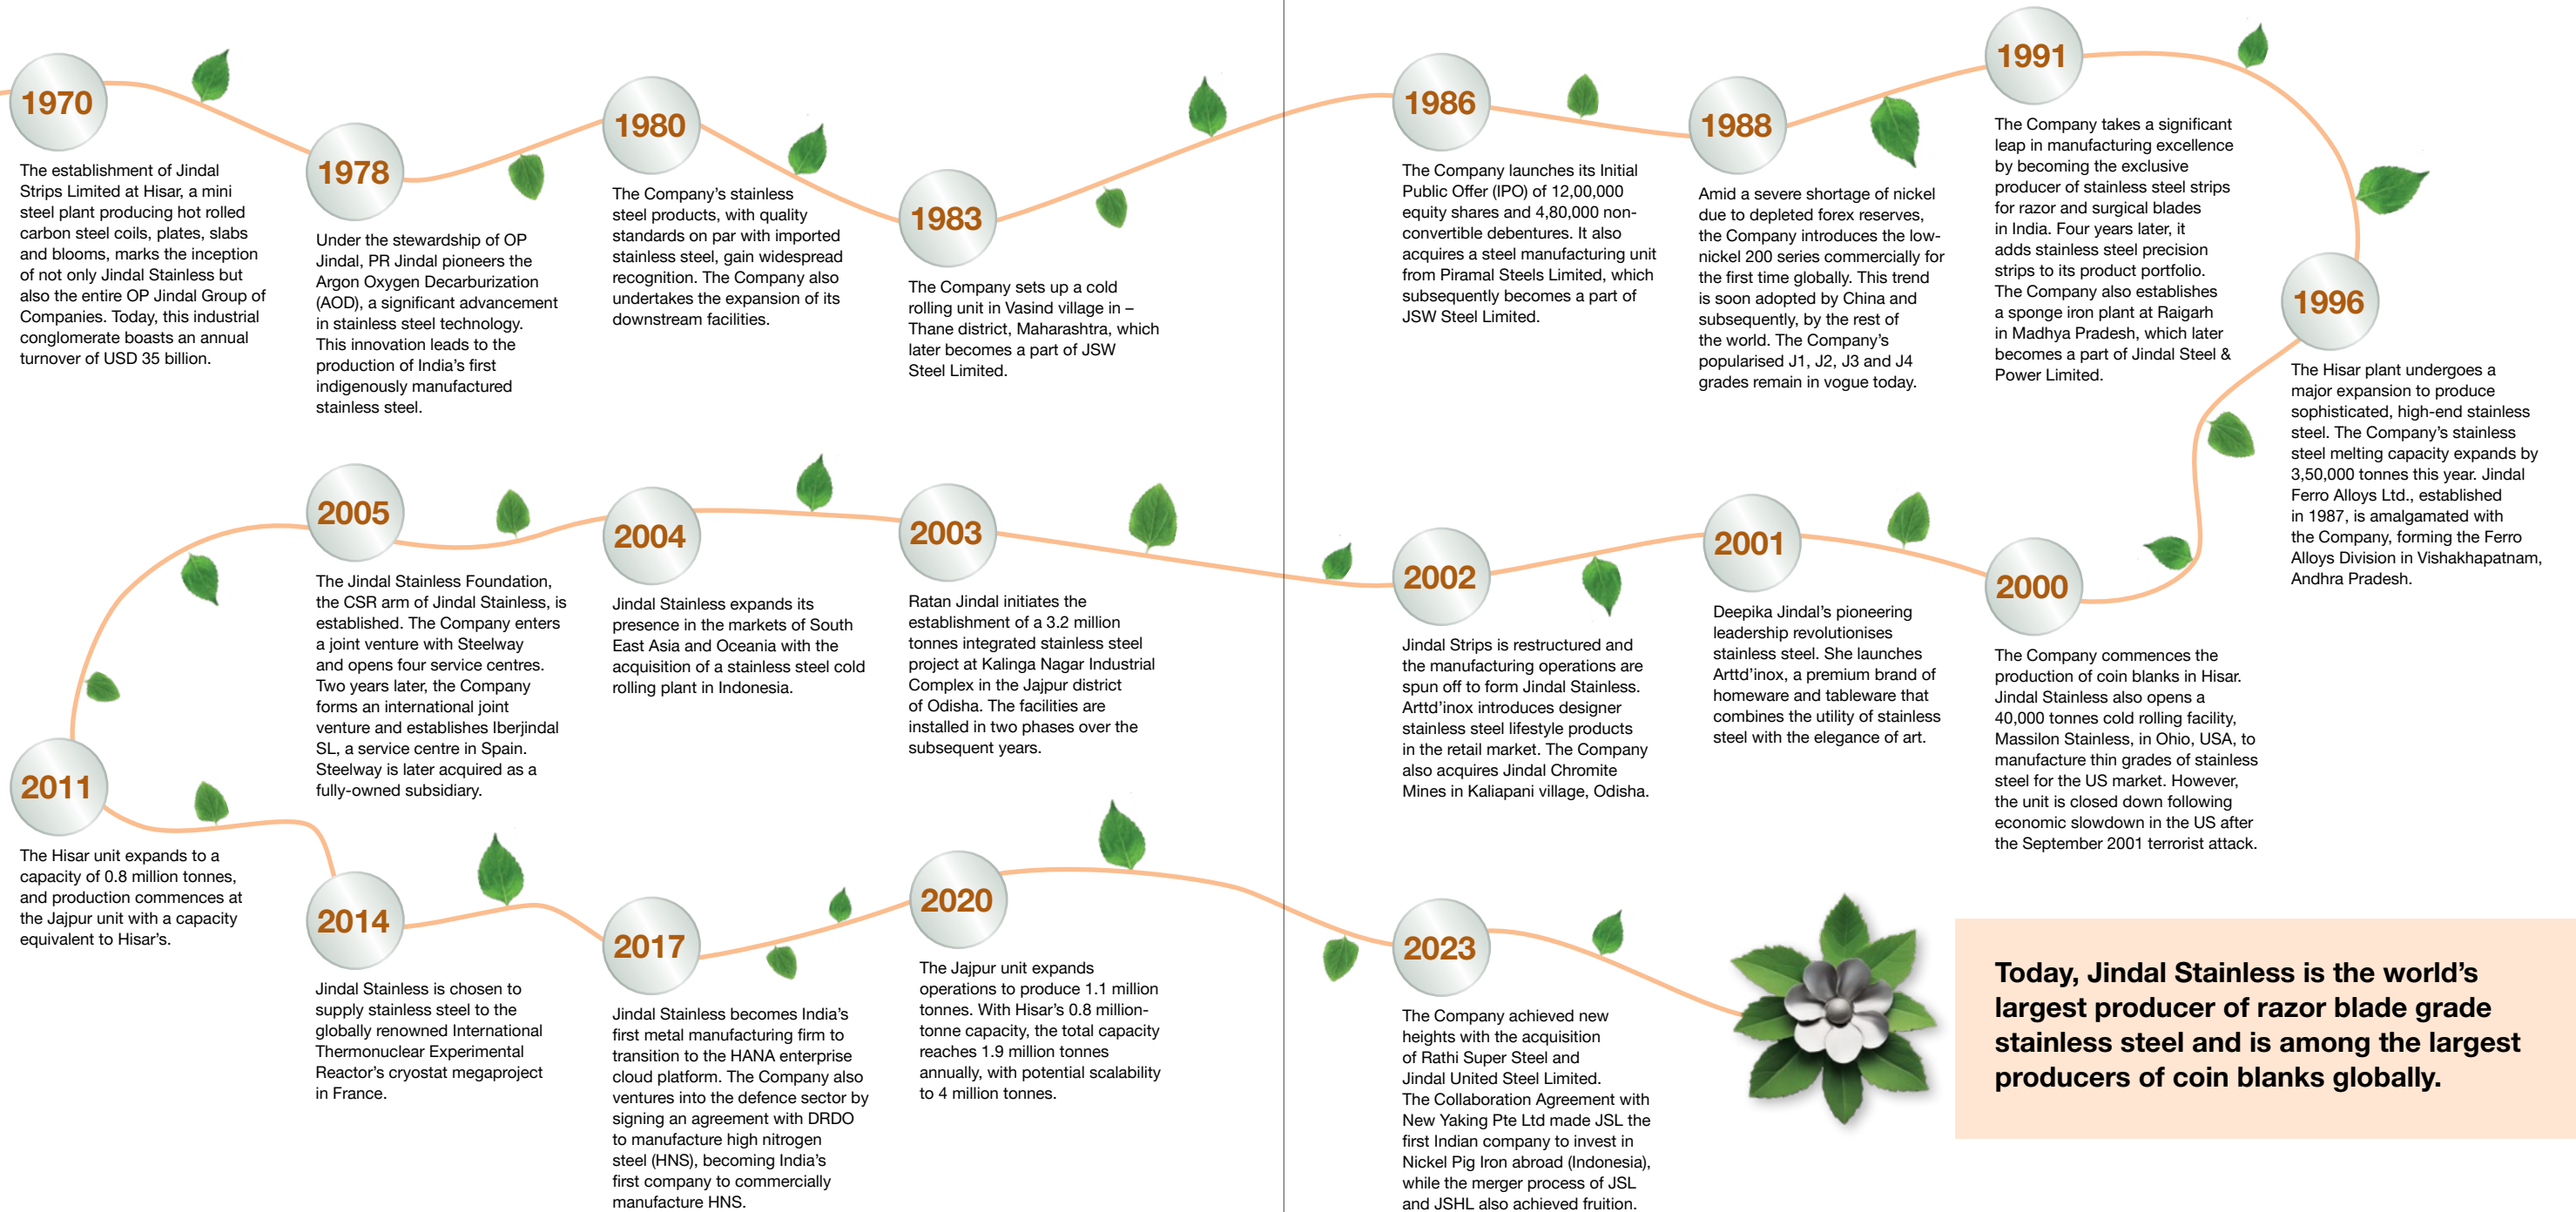 1970
The establishment of Jindal
Strips Limited at Hisar, a mini
steel plant producing hot rolled
carbon steel coils, plates, slabs
and blooms, marks the inception
of not only Jindal Stainless but
also the entire OP Jindal Group of
Companies. Today, this industrial
conglomerate boasts an annual
turnover of USD 35 billion.
1978
Under the stewardship of OP
Jindal, PR Jindal pioneers the
Argon Oxygen Decarburization
(AOD), a significant advancement
in stainless steel technology.
This innovation leads to the
production of India’s first
indigenously manufactured
stainless steel.
1980
The Company’s stainless
steel products, with quality
standards on par with imported
stainless steel, gain widespread
recognition. The Company also
undertakes the expansion of its
downstream facilities.
1983
The Company sets up a cold
rolling unit in Vasind village in –
Thane district, Maharashtra, which
later becomes a part of JSW
Steel Limited.
1986
The Company launches its Initial
Public Offer (IPO) of 12,00,000
equity shares and 4,80,000 non-
convertible debentures. It also
acquires a steel manufacturing unit
from Piramal Steels Limited, which
subsequently becomes a part of
JSW Steel Limited.
1988
Amid a severe shortage of nickel
due to depleted forex reserves,
the Company introduces the low-
nickel 200 series commercially for
the first time globally. This trend
is soon adopted by China and
subsequently, by the rest of
the world. The Company’s
popularised J1, J2, J3 and J4
grades remain in vogue today.
1991
The Company takes a significant
leap in manufacturing excellence
by becoming the exclusive
producer of stainless steel strips
for razor and surgical blades
in India. Four years later, it
adds stainless steel precision
strips to its product portfolio.
The Company also establishes
a sponge iron plant at Raigarh
in Madhya Pradesh, which later
becomes a part of Jindal Steel &
Power Limited.
1996
The Hisar plant undergoes a
major expansion to produce
sophisticated, high-end stainless
steel. The Company’s stainless
steel melting capacity expands by
3,50,000 tonnes this year. Jindal
Ferro Alloys Ltd., established
in 1987, is amalgamated with
the Company, forming the Ferro
Alloys Division in Vishakhapatnam,
Andhra Pradesh.
2000
The Company commences the
production of coin blanks in Hisar.
Jindal Stainless also opens a
40,000 tonnes cold rolling facility,
Massilon Stainless, in Ohio, USA, to
manufacture thin grades of stainless
steel for the US market. However,
the unit is closed down following
economic slowdown in the US after
the September 2001 terrorist attack.
2001
Deepika Jindal’s pioneering
leadership revolutionises
stainless steel. She launches
Arttd’inox, a premium brand of
homeware and tableware that
combines the utility of stainless
steel with the elegance of art.
2002
Jindal Strips is restructured and
the manufacturing operations are
spun off to form Jindal Stainless.
Arttd’inox introduces designer
stainless steel lifestyle products
in the retail market. The Company
also acquires Jindal Chromite
Mines in Kaliapani village, Odisha.
2003
Ratan Jindal initiates the
establishment of a 3.2 million
tonnes integrated stainless steel
project at Kalinga Nagar Industrial
Complex in the Jajpur district
of Odisha. The facilities are
installed in two phases over the
subsequent years.
2004
Jindal Stainless expands its
presence in the markets of South
East Asia and Oceania with the
acquisition of a stainless steel cold
rolling plant in Indonesia.
2005
The Jindal Stainless Foundation,
the CSR arm of Jindal Stainless, is
established. The Company enters
a joint venture with Steelway
and opens four service centres.
Two years later, the Company
forms an international joint
venture and establishes Iberjindal
SL, a service centre in Spain.
Steelway is later acquired as a
fully-owned subsidiary.
2011
The Hisar unit expands to a
capacity of 0.8 million tonnes,
and production commences at
the Jajpur unit with a capacity
equivalent to Hisar’s.
2014
Jindal Stainless is chosen to
supply stainless steel to the
globally renowned International
Thermonuclear Experimental
Reactor’s cryostat megaproject
in France.
2017
Jindal Stainless becomes India’s
first metal manufacturing firm to
transition to the HANA enterprise
cloud platform. The Company also
ventures into the defence sector by
signing an agreement with DRDO
to manufacture high nitrogen
steel (HNS), becoming India’s
first company to commercially
manufacture HNS.
2020
The Jajpur unit expands
operations to produce 1.1 million
tonnes. With Hisar’s 0.8 million-
tonne capacity, the total capacity
reaches 1.9 million tonnes
annually, with potential scalability
to 4 million tonnes.
2023
The Company achieved new
heights with the acquisition
of Rathi Super Steel and
Jindal United Steel Limited.
The Collaboration Agreement with
New Yaking Pte Ltd made JSL the
first Indian company to invest in
Nickel Pig Iron abroad (Indonesia),
while the merger process of JSL
and JSHL also achieved fruition.
Today, Jindal Stainless is the world’s
largest producer of razor blade grade
stainless steel and is among the largest
producers of coin blanks globally.